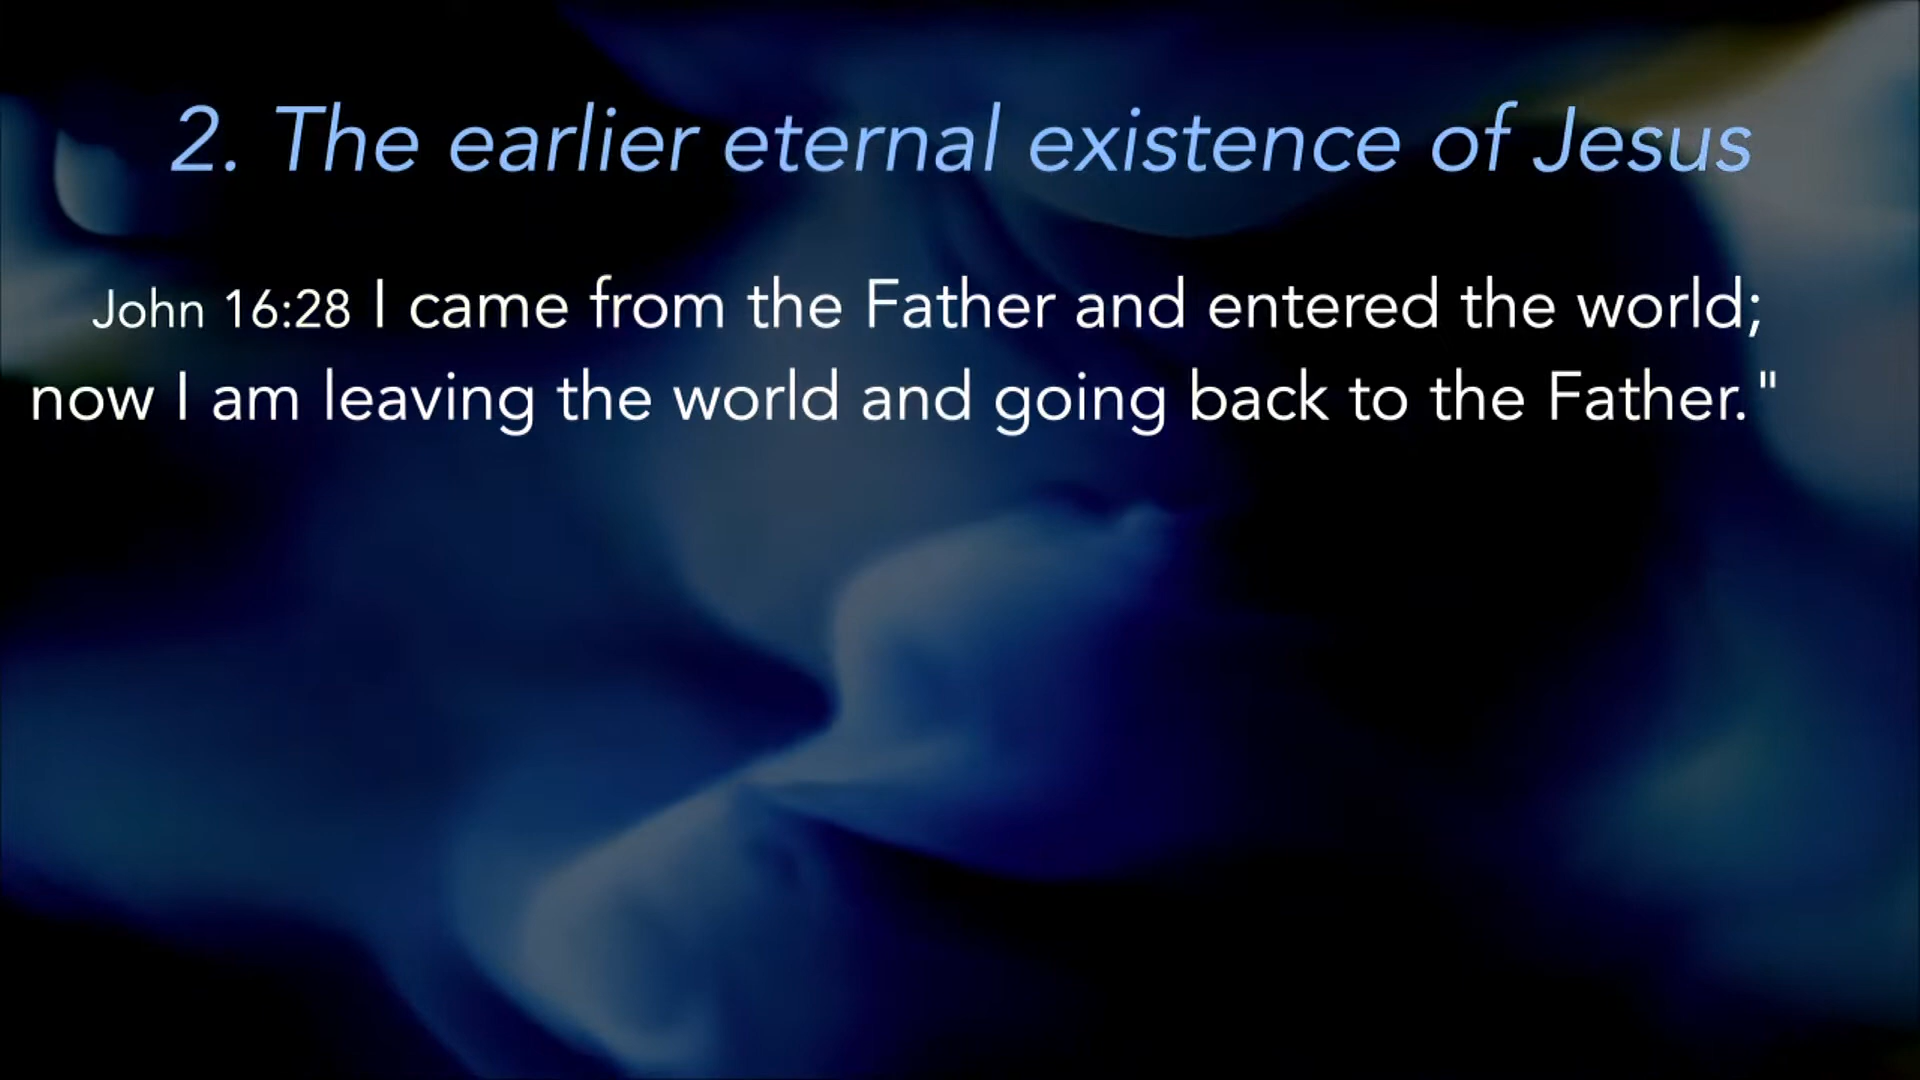 2. The earlier eternal existence of Jesus
John 16:28 I came from the Father and entered the world;
now I am leaving the world and going back to the Father."